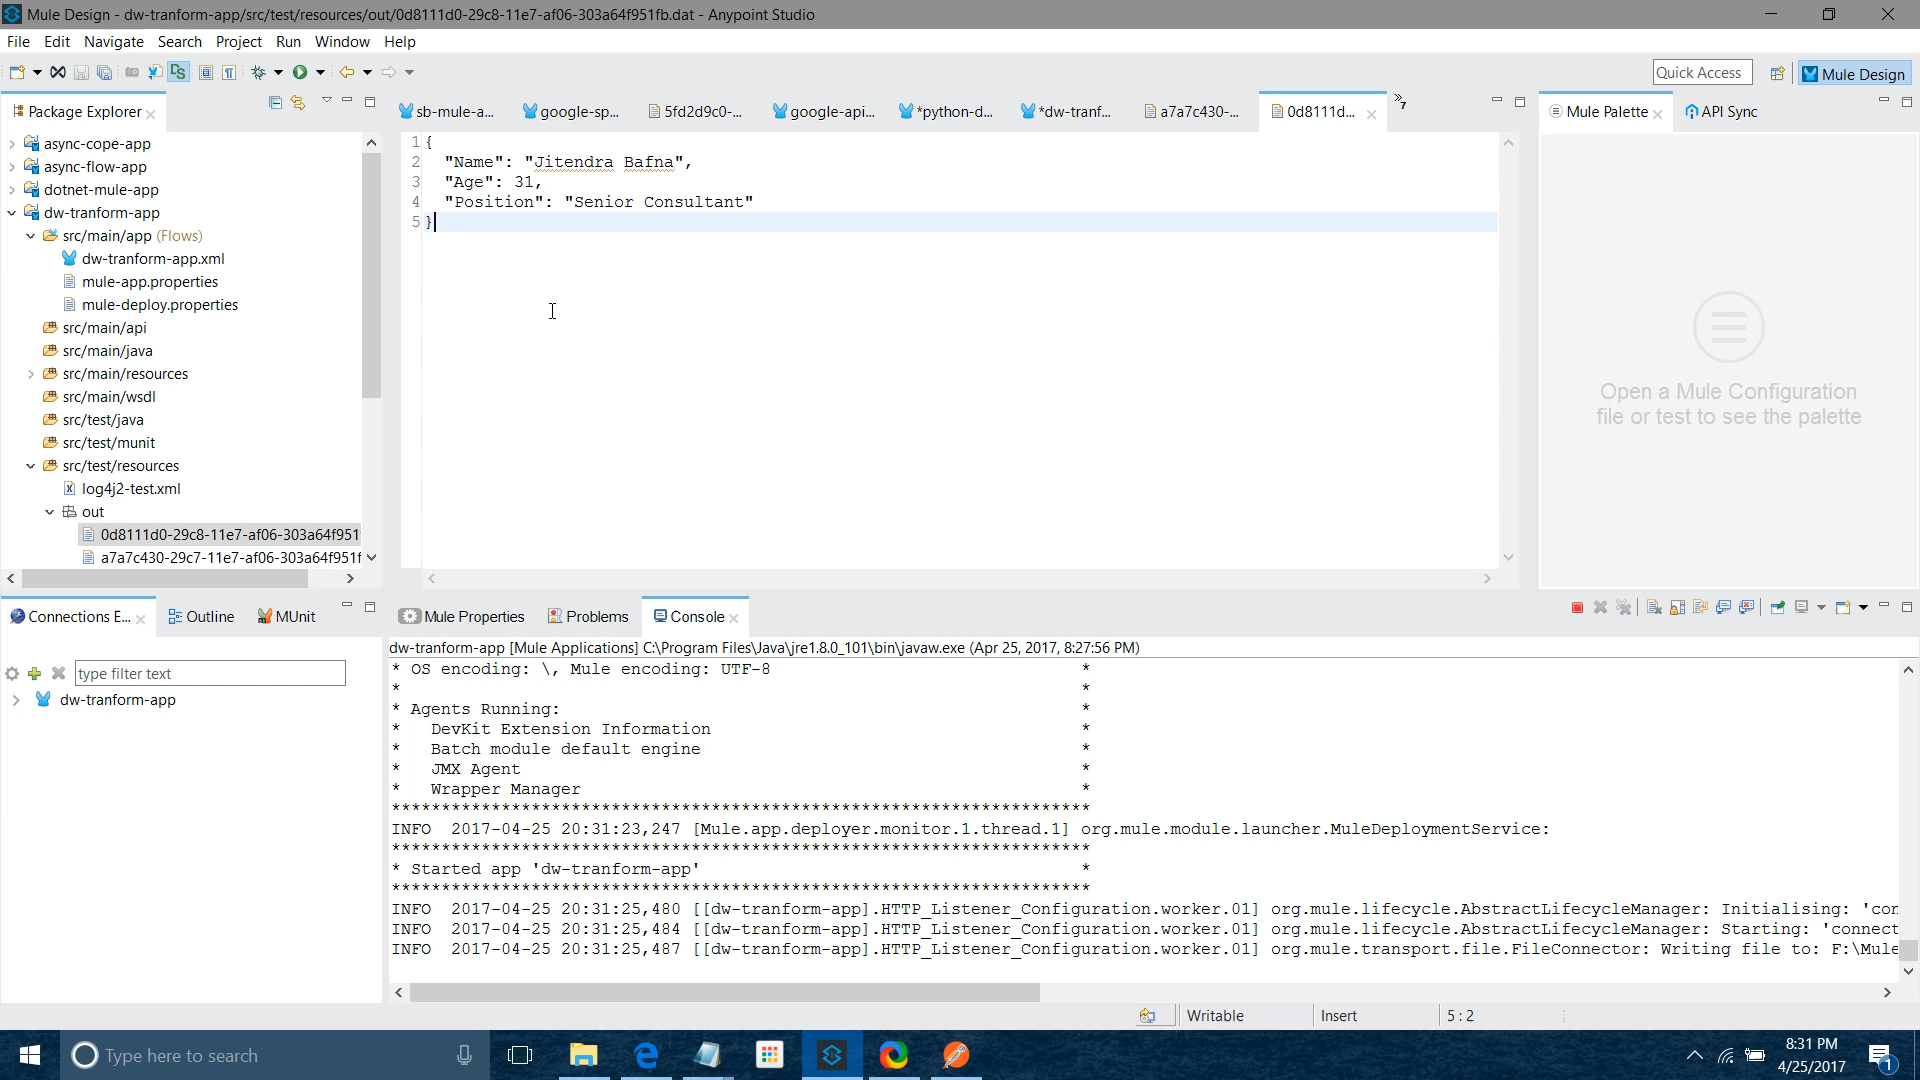 Mule Design - dw-tranform-app/src/test/resources/out/0d8111d0-29c8-11e7-af06-303a64f951fb.dat - Anypoint Studio
File Edit Navigate Search Project Run Window Help
Quick Access
Mule Design
Package Explorer
async-cope-app
async-flow-app
dotnet-mule-app
dw-tranform-app
src/main/app (Flows)
dw-tranform-app.xml
mule-app.properties
mule-deploy.properties
src/main/api
src/main/java
src/main/resources
src/main/wsdl
src/test/java
src/test/munit
src/test/resources
log4j2-test.xml
out
0d8111d0-29c8-11e7-af06-303a64f951
a7a7c430-29c7-11e7-af06-303a64f951f
sb-mule-a... google-sp... 5fd2d9c0-... google-api... *python-d... *dw-tranf... a7a7c430-... 0d8111d... »7
1 {
2 "Name": "Jitendra Bafna",
3 "Age": 31,
4 "Position": "Senior Consultant"
5 }
Mule Palette API Sync
Open a Mule Configuration
file or test to see the palette
Connections E... Outline MUnit
type filter text
dw-tranform-app
Mule Properties Problems Console
dw-tranform-app [Mule Applications] C:\Program Files\Java\jre1.8.0_101\bin\javaw.exe (Apr 25, 2017, 8:27:56 PM)
* OS encoding: \, Mule encoding: UTF-8 *
* *
* Agents Running: *
* DevKit Extension Information *
* Batch module default engine *
* JMX Agent *
* Wrapper Manager *
**********************************************************************
INFO 2017-04-25 20:31:23,247 [Mule.app.deployer.monitor.1.thread.1] org.mule.module.launcher.MuleDeploymentService:
**********************************************************************
* Started app 'dw-tranform-app' *
**********************************************************************
INFO 2017-04-25 20:31:25,480 [[dw-tranform-app].HTTP_Listener_Configuration.worker.01] org.mule.lifecycle.AbstractLifecycleManager: Initialising: 'con
INFO 2017-04-25 20:31:25,484 [[dw-tranform-app].HTTP_Listener_Configuration.worker.01] org.mule.lifecycle.AbstractLifecycleManager: Starting: 'connect
INFO 2017-04-25 20:31:25,487 [[dw-tranform-app].HTTP_Listener_Configuration.worker.01] org.mule.transport.file.FileConnector: Writing file to: F:\Mule
Writable Insert 5 : 2
Type here to search
8:31 PM
4/25/2017
1